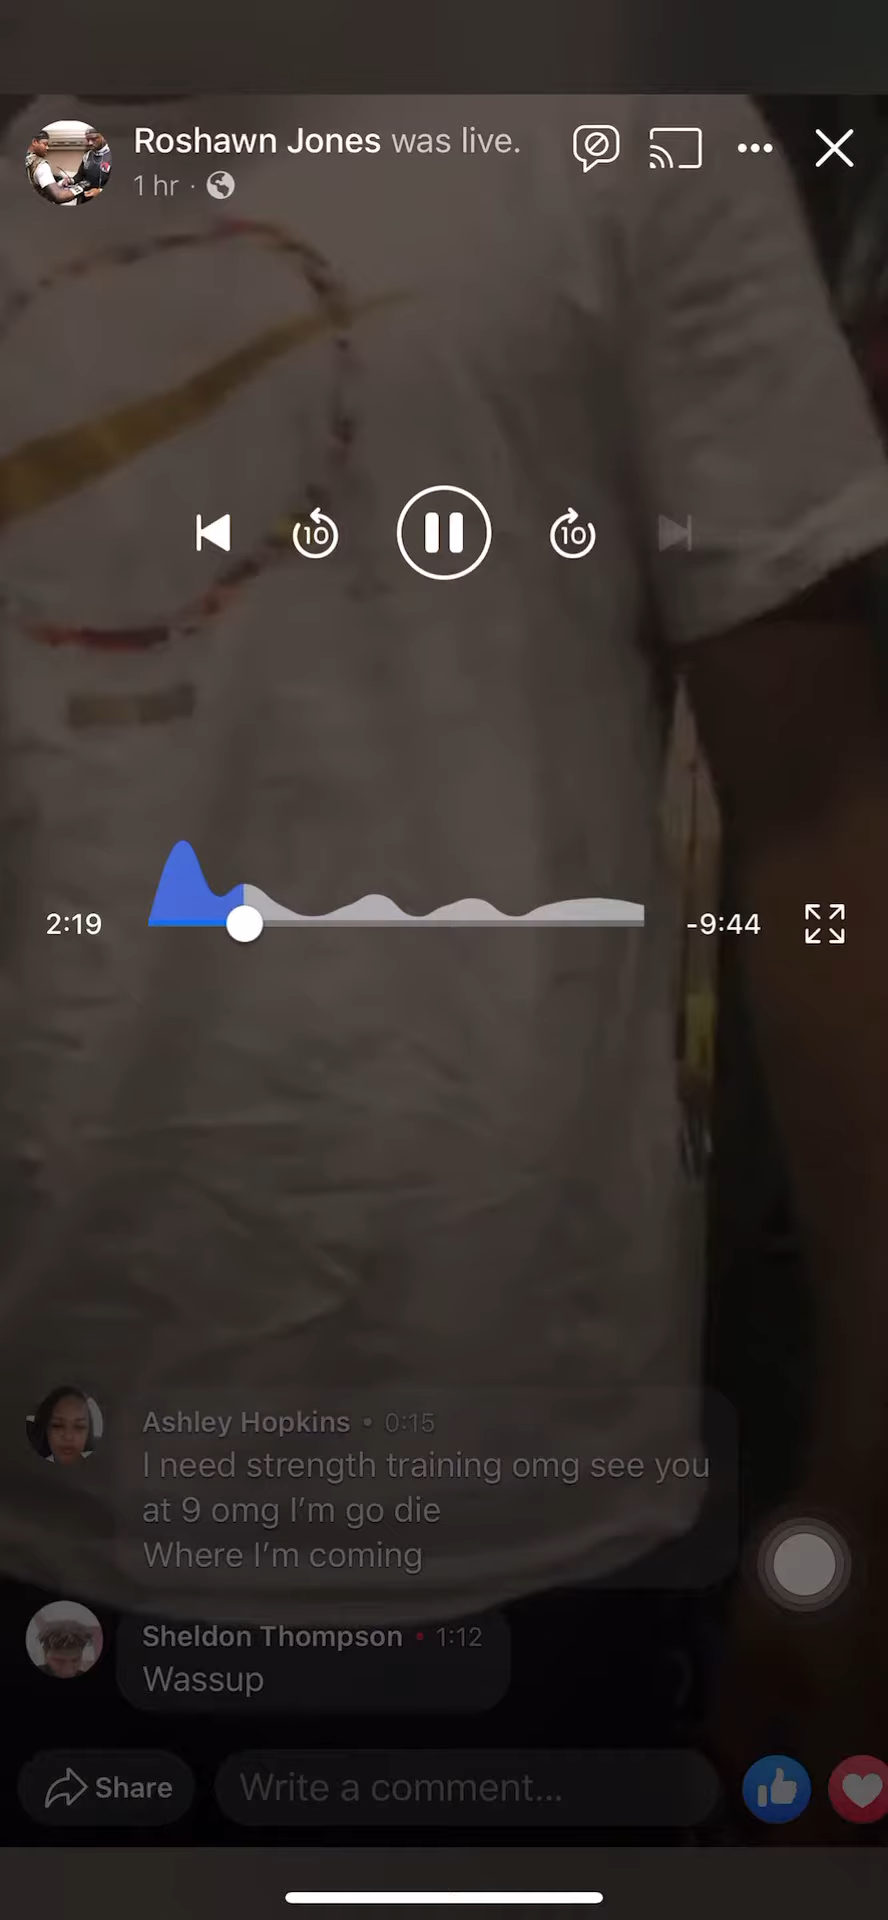 Roshawn Jones was live.
1 hr ·
10
10
2:19
-9:44
Ashley Hopkins • 0:15
I need strength training omg see you
at 9 omg I’m go die
Where I’m coming
Sheldon Thompson • 1:12
Wassup
Share
Write a comment...